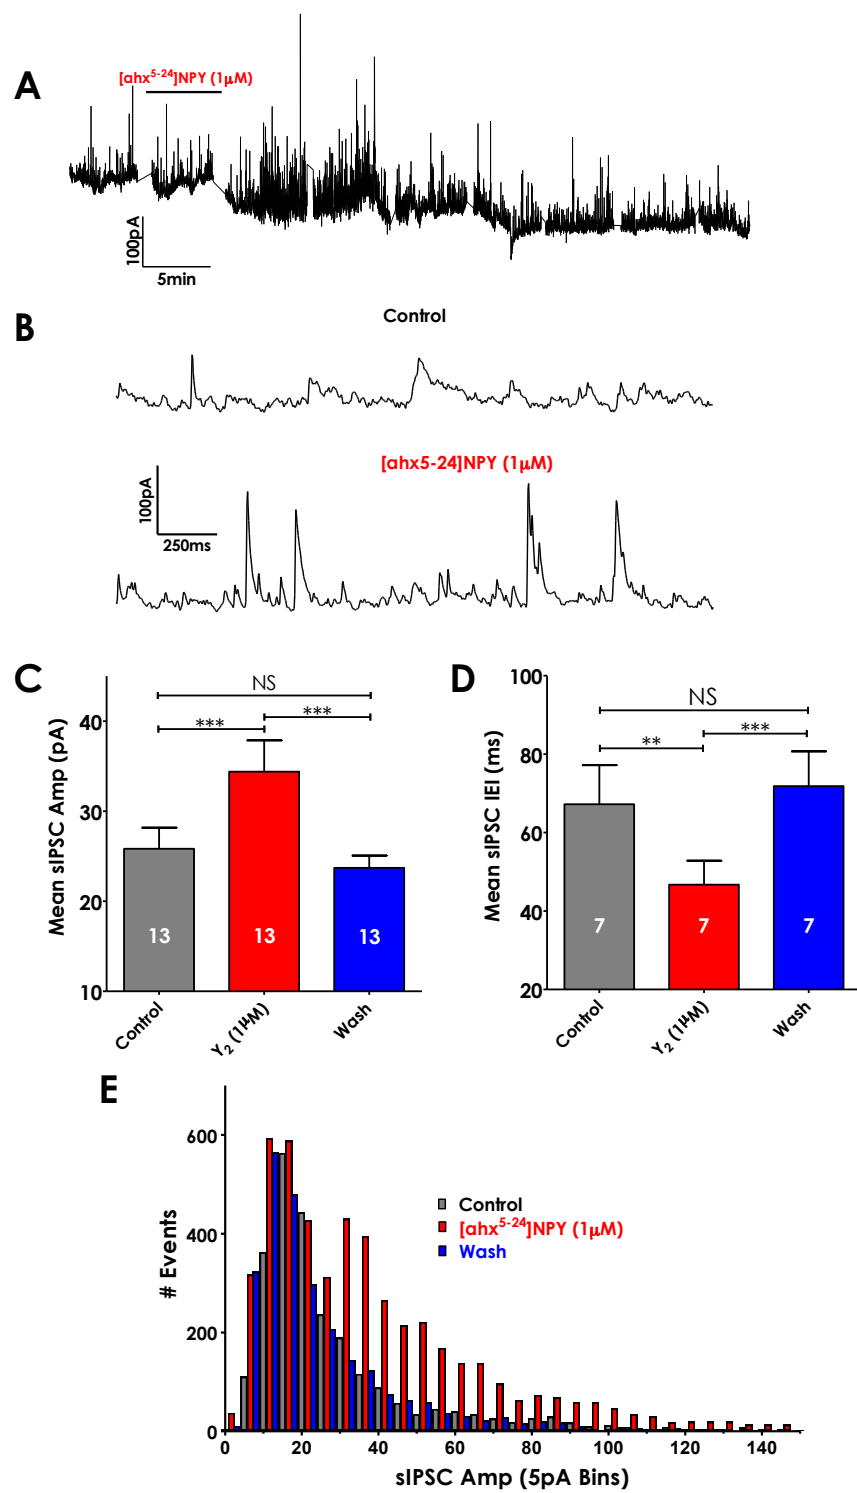 A
[ahx⁵⁻²⁴]NPY (1μM)
100pA
5min
B
Control
[ahx5-24]NPY (1μM)
100pA
250ms
C
Mean sIPSC Amp (pA)
40
30
20
10
NS
***
***
13
13
13
Control
Y₂ (1μM)
Wash
D
Mean sIPSC IEI (ms)
100
80
60
40
20
NS
**
***
7
7
7
Control
Y₂ (1μM)
Wash
E
# Events
600
400
200
0
Control
[ahx⁵⁻²⁴]NPY (1μM)
Wash
0 20 40 60 80 100 120 140
sIPSC Amp (5pA Bins)